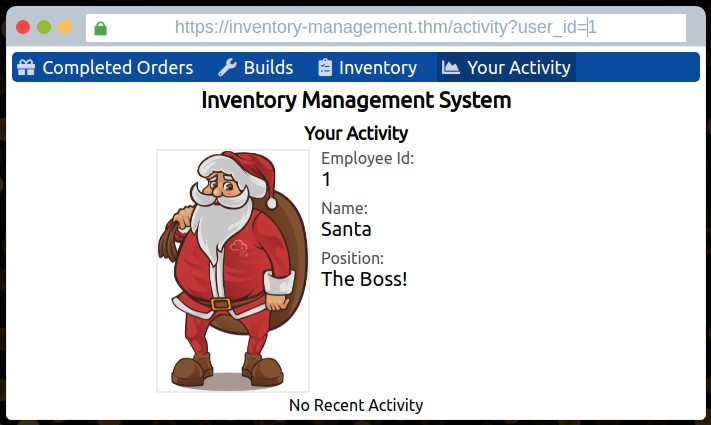 https://inventory-management.thm/activity?user_id=1
Completed Orders Builds Inventory Your Activity
Inventory Management System
Your Activity
Employee Id:
1
Name:
Santa
Position:
The Boss!
No Recent Activity